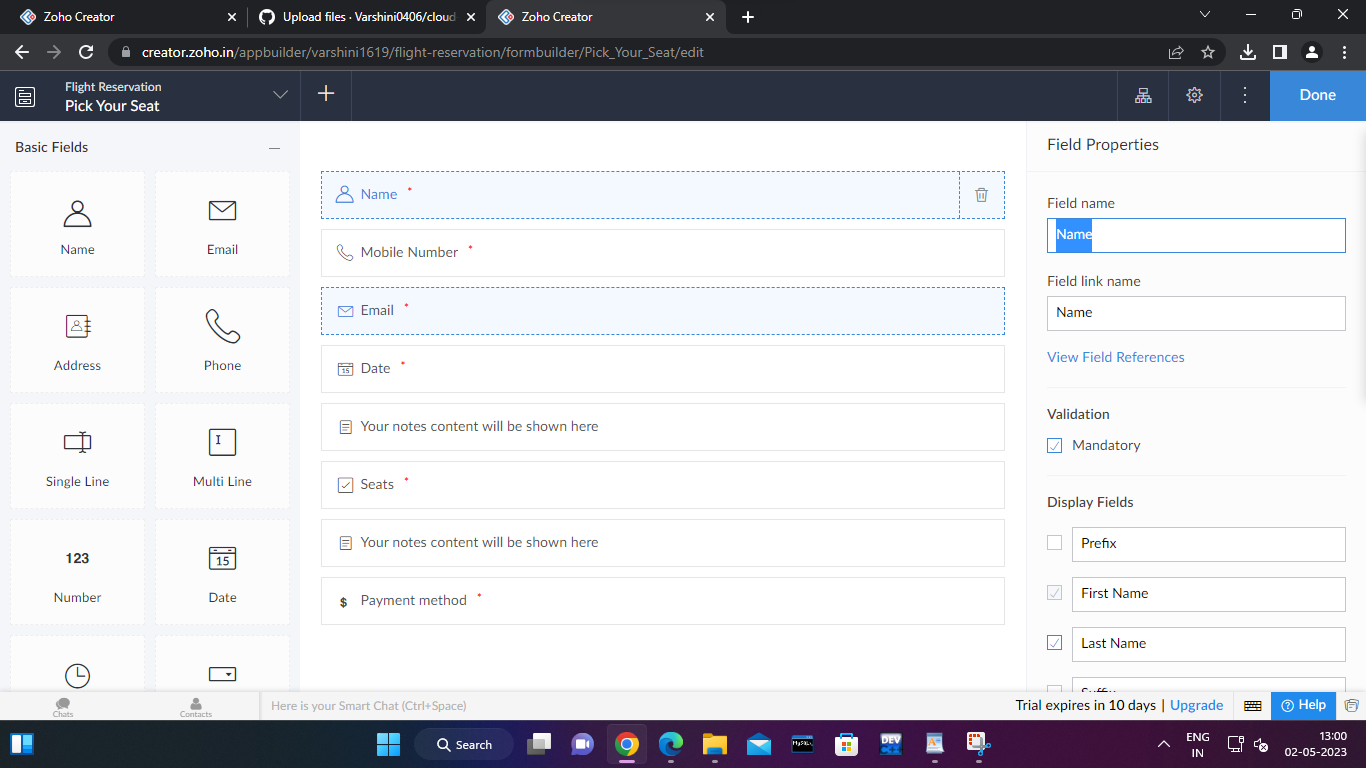 Zoho Creator
Upload files · Varshini0406/cloud
Zoho Creator
creator.zoho.in/appbuilder/varshini1619/flight-reservation/formbuilder/Pick_Your_Seat/edit
Flight Reservation
Pick Your Seat
Done
Basic Fields
Name
Email
Address
Phone
Single Line
Multi Line
123
Number
15
Date
Name *
Mobile Number *
Email *
15 Date *
Your notes content will be shown here
Seats *
Your notes content will be shown here
$ Payment method *
Field Properties
Field name
Name
Field link name
Name
View Field References
Validation
Mandatory
Display Fields
Prefix
First Name
Last Name
Suffix
Chats
Contacts
Here is your Smart Chat (Ctrl+Space)
Trial expires in 10 days | Upgrade
Help
Search
MySQL
DEV
ENG
IN
13:00
02-05-2023